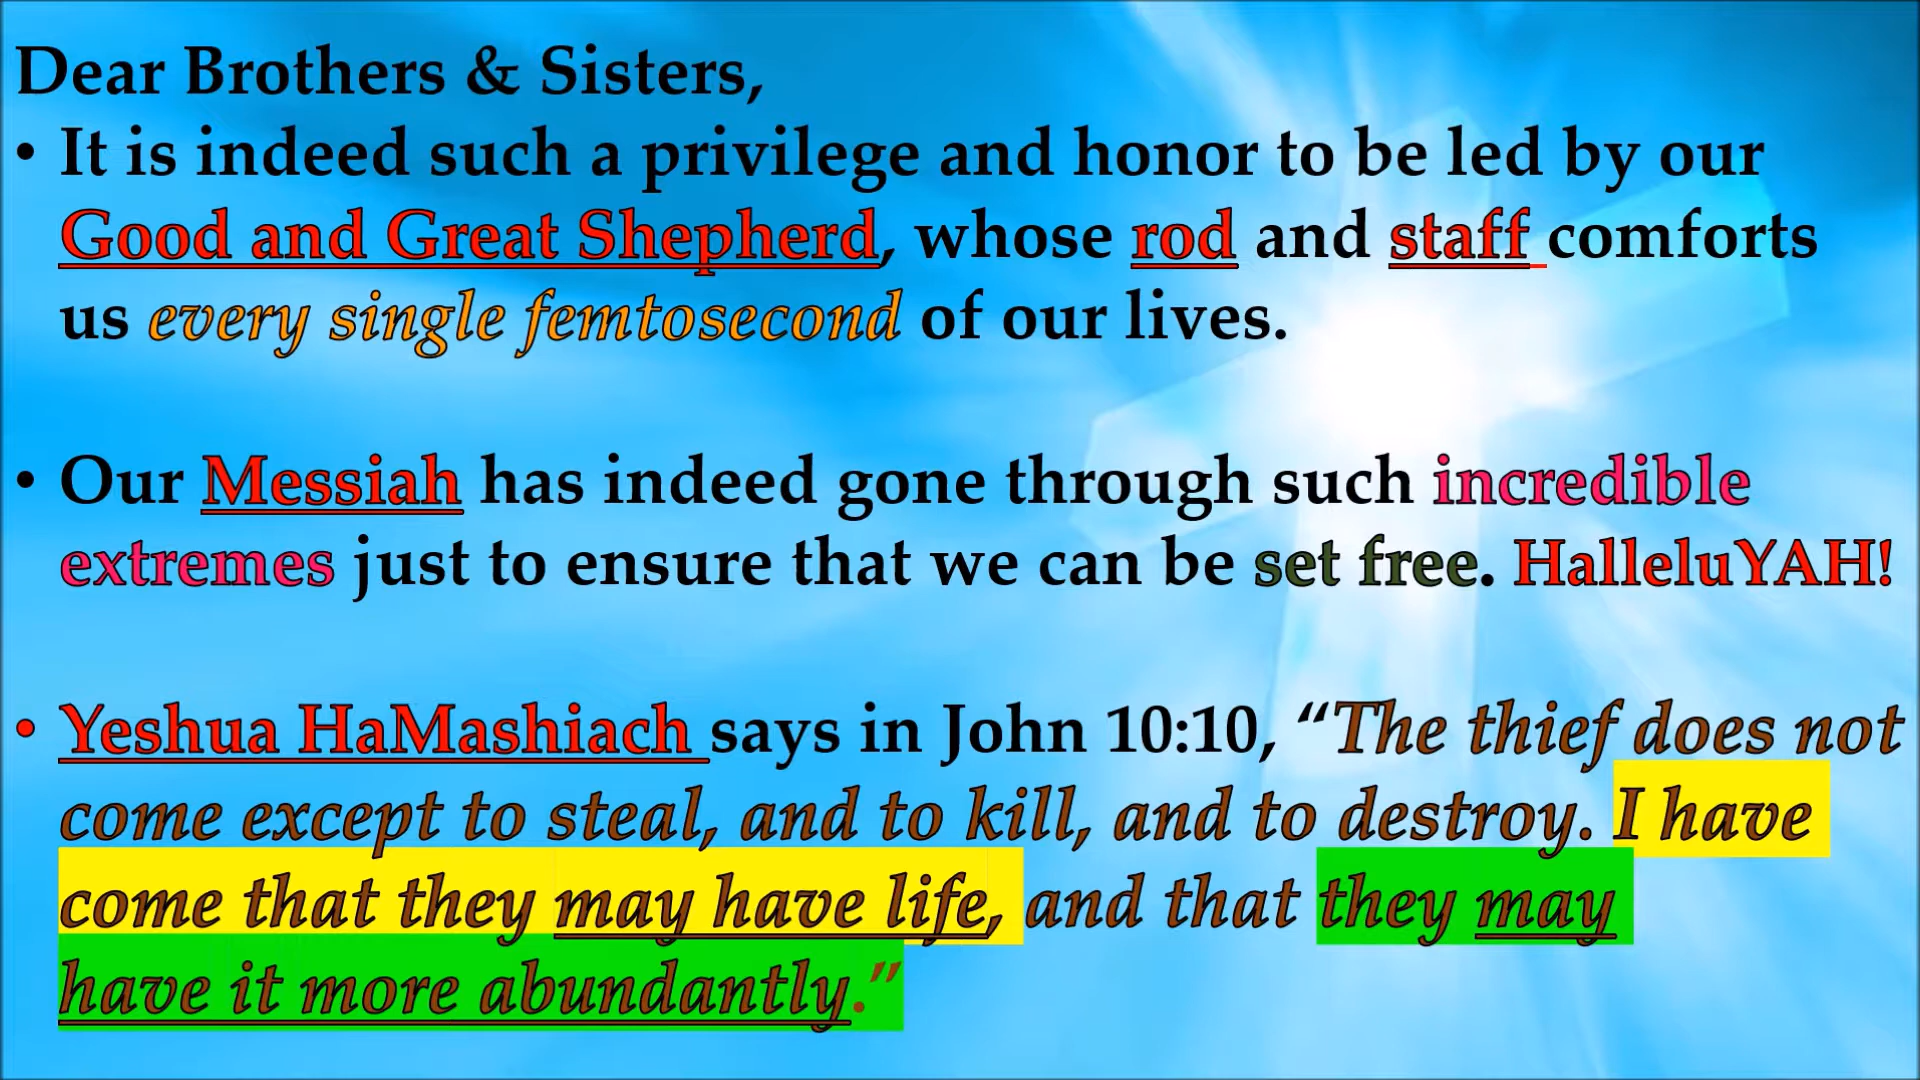 Dear Brothers & Sisters,
• It is indeed such a privilege and honor to be led by our
Good and Great Shepherd, whose rod and staff comforts
us every single femtosecond of our lives.
• Our Messiah has indeed gone through such incredible
extremes just to ensure that we can be set free. HalleluYAH!
• Yeshua HaMashiach says in John 10:10, “The thief does not
come except to steal, and to kill, and to destroy. I have
come that they may have life, and that they may
have it more abundantly.”